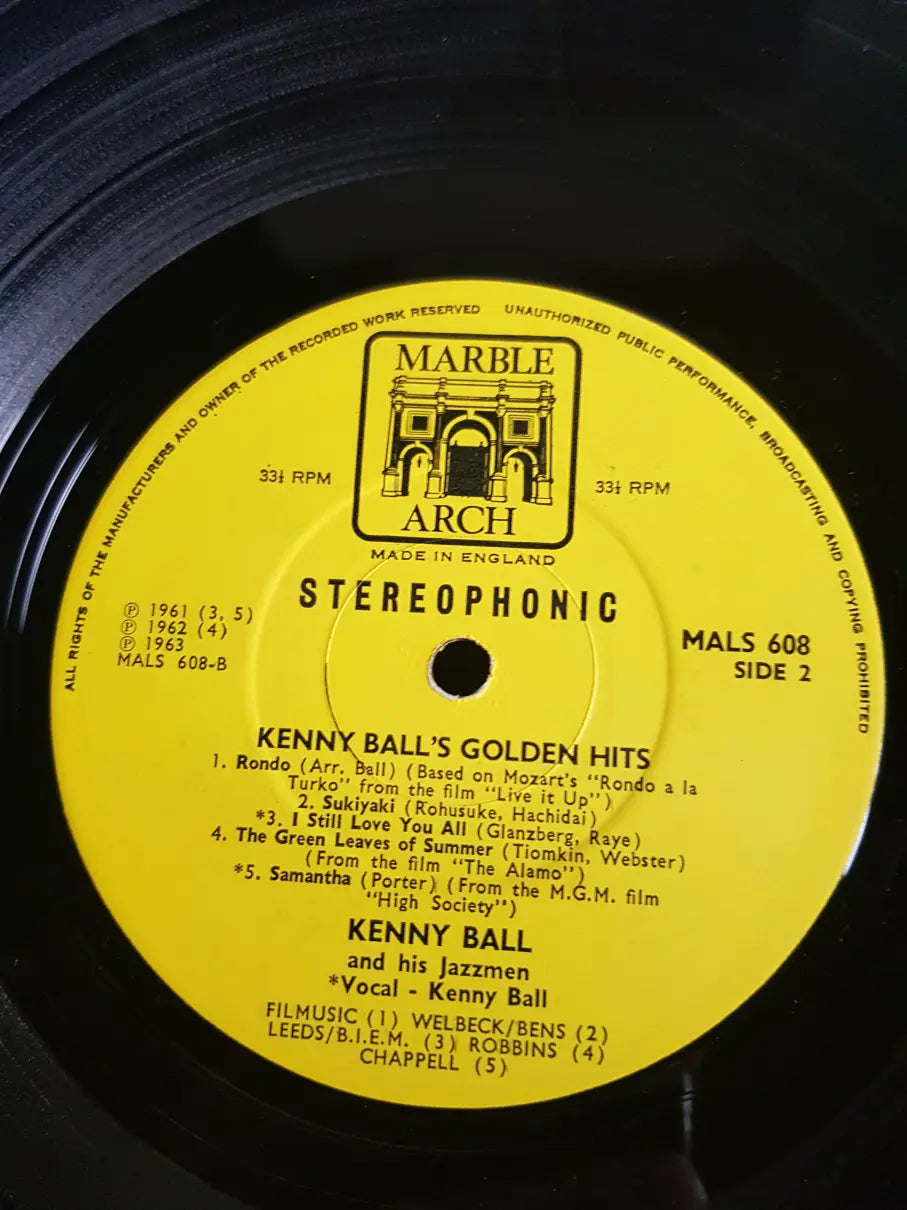 ALL RIGHTS OF THE MANUFACTURERS AND OWNER OF THE RECORDED WORK RESERVED UNAUTHORIZED PUBLIC PERFORMANCE, BROADCASTING AND COPYING PROHIBITED
MARBLE
ARCH
33⅓ RPM
33⅓ RPM
MADE IN ENGLAND
STEREOPHONIC
Ⓟ 1961 (3, 5)
Ⓟ 1962 (4)
Ⓟ 1963
MALS 608-B
MALS 608
SIDE 2
KENNY BALL'S GOLDEN HITS
1. Rondo (Arr. Ball) (Based on Mozart's "Rondo a la
Turko" from the film "Live it Up")
2. Sukiyaki (Rohusuke, Hachidai)
*3. I Still Love You All (Glanzberg, Raye)
4. The Green Leaves of Summer (Tiomkin, Webster)
(From the film "The Alamo")
*5. Samantha (Porter) (From the M.G.M. film
"High Society")
KENNY BALL
and his Jazzmen
*Vocal - Kenny Ball
FILMUSIC (1) WELBECK/BENS (2)
LEEDS/B.I.E.M. (3) ROBBINS (4)
CHAPPELL (5)